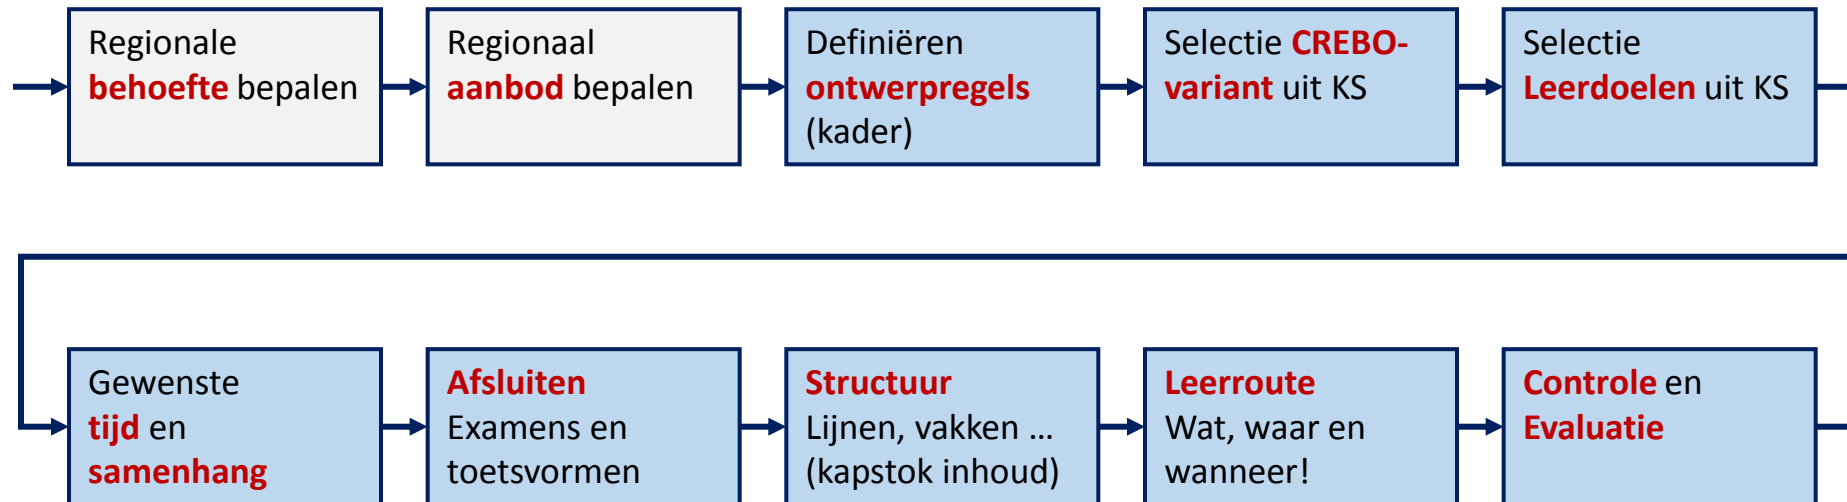 Regionale
behoefte bepalen
Regionaal
aanbod bepalen
Definiëren
ontwerpregels
(kader)
Selectie CREBO-
variant uit KS
Selectie
Leerdoelen uit KS
Gewenste
tijd en
samenhang
Afsluiten
Examens en
toetsvormen
Structuur
Lijnen, vakken ...
(kapstok inhoud)
Leerroute
Wat, waar en
wanneer!
Controle en
Evaluatie